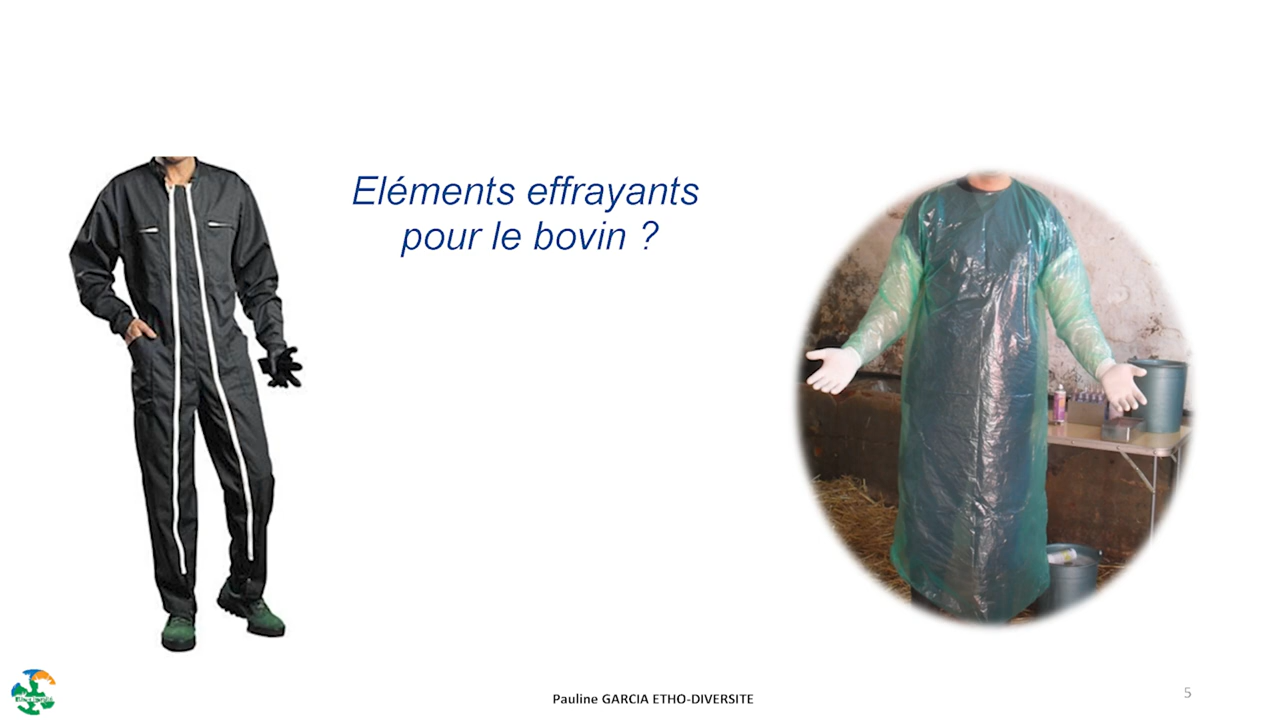 Eléments effrayants
pour le bovin ?
Pauline GARCIA ETHO-DIVERSITE
5